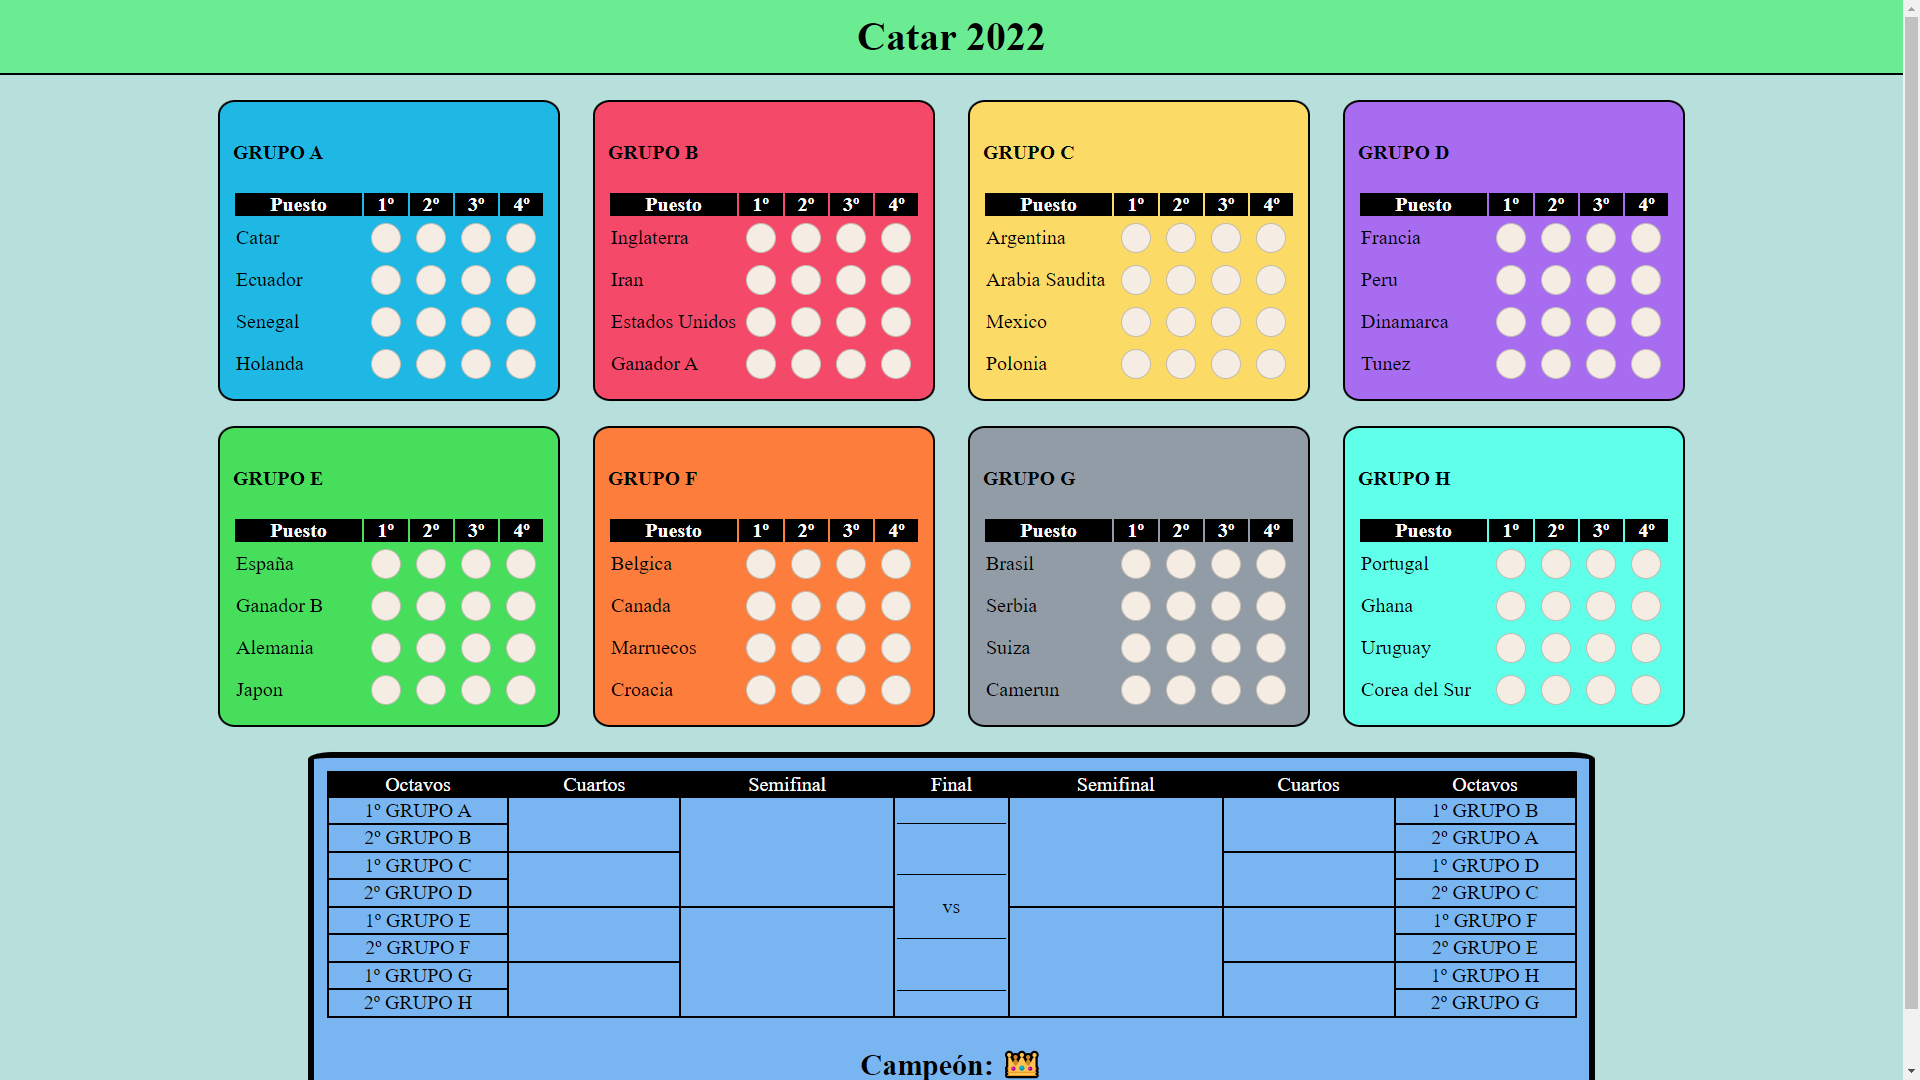 Catar 2022
GRUPO A
Puesto 1º 2º 3º 4º
Catar
Ecuador
Senegal
Holanda
GRUPO B
Puesto 1º 2º 3º 4º
Inglaterra
Iran
Estados Unidos
Ganador A
GRUPO C
Puesto 1º 2º 3º 4º
Argentina
Arabia Saudita
Mexico
Polonia
GRUPO D
Puesto 1º 2º 3º 4º
Francia
Peru
Dinamarca
Tunez
GRUPO E
Puesto 1º 2º 3º 4º
España
Ganador B
Alemania
Japon
GRUPO F
Puesto 1º 2º 3º 4º
Belgica
Canada
Marruecos
Croacia
GRUPO G
Puesto 1º 2º 3º 4º
Brasil
Serbia
Suiza
Camerun
GRUPO H
Puesto 1º 2º 3º 4º
Portugal
Ghana
Uruguay
Corea del Sur
Octavos Cuartos Semifinal Final Semifinal Cuartos Octavos
1º GRUPO A 1º GRUPO B
2º GRUPO B 2º GRUPO A
1º GRUPO C 1º GRUPO D
2º GRUPO D 2º GRUPO C
vs
1º GRUPO E 1º GRUPO F
2º GRUPO F 2º GRUPO E
1º GRUPO G 1º GRUPO H
2º GRUPO H 2º GRUPO G
Campeón: 👑